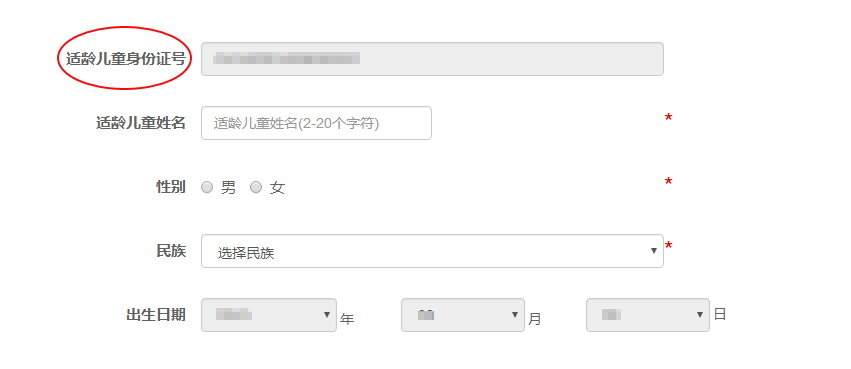 适龄儿童身份证号
适龄儿童姓名 适龄儿童姓名(2-20个字符) *
性别 男 女 *
民族 选择民族 *
出生日期 年 月 日